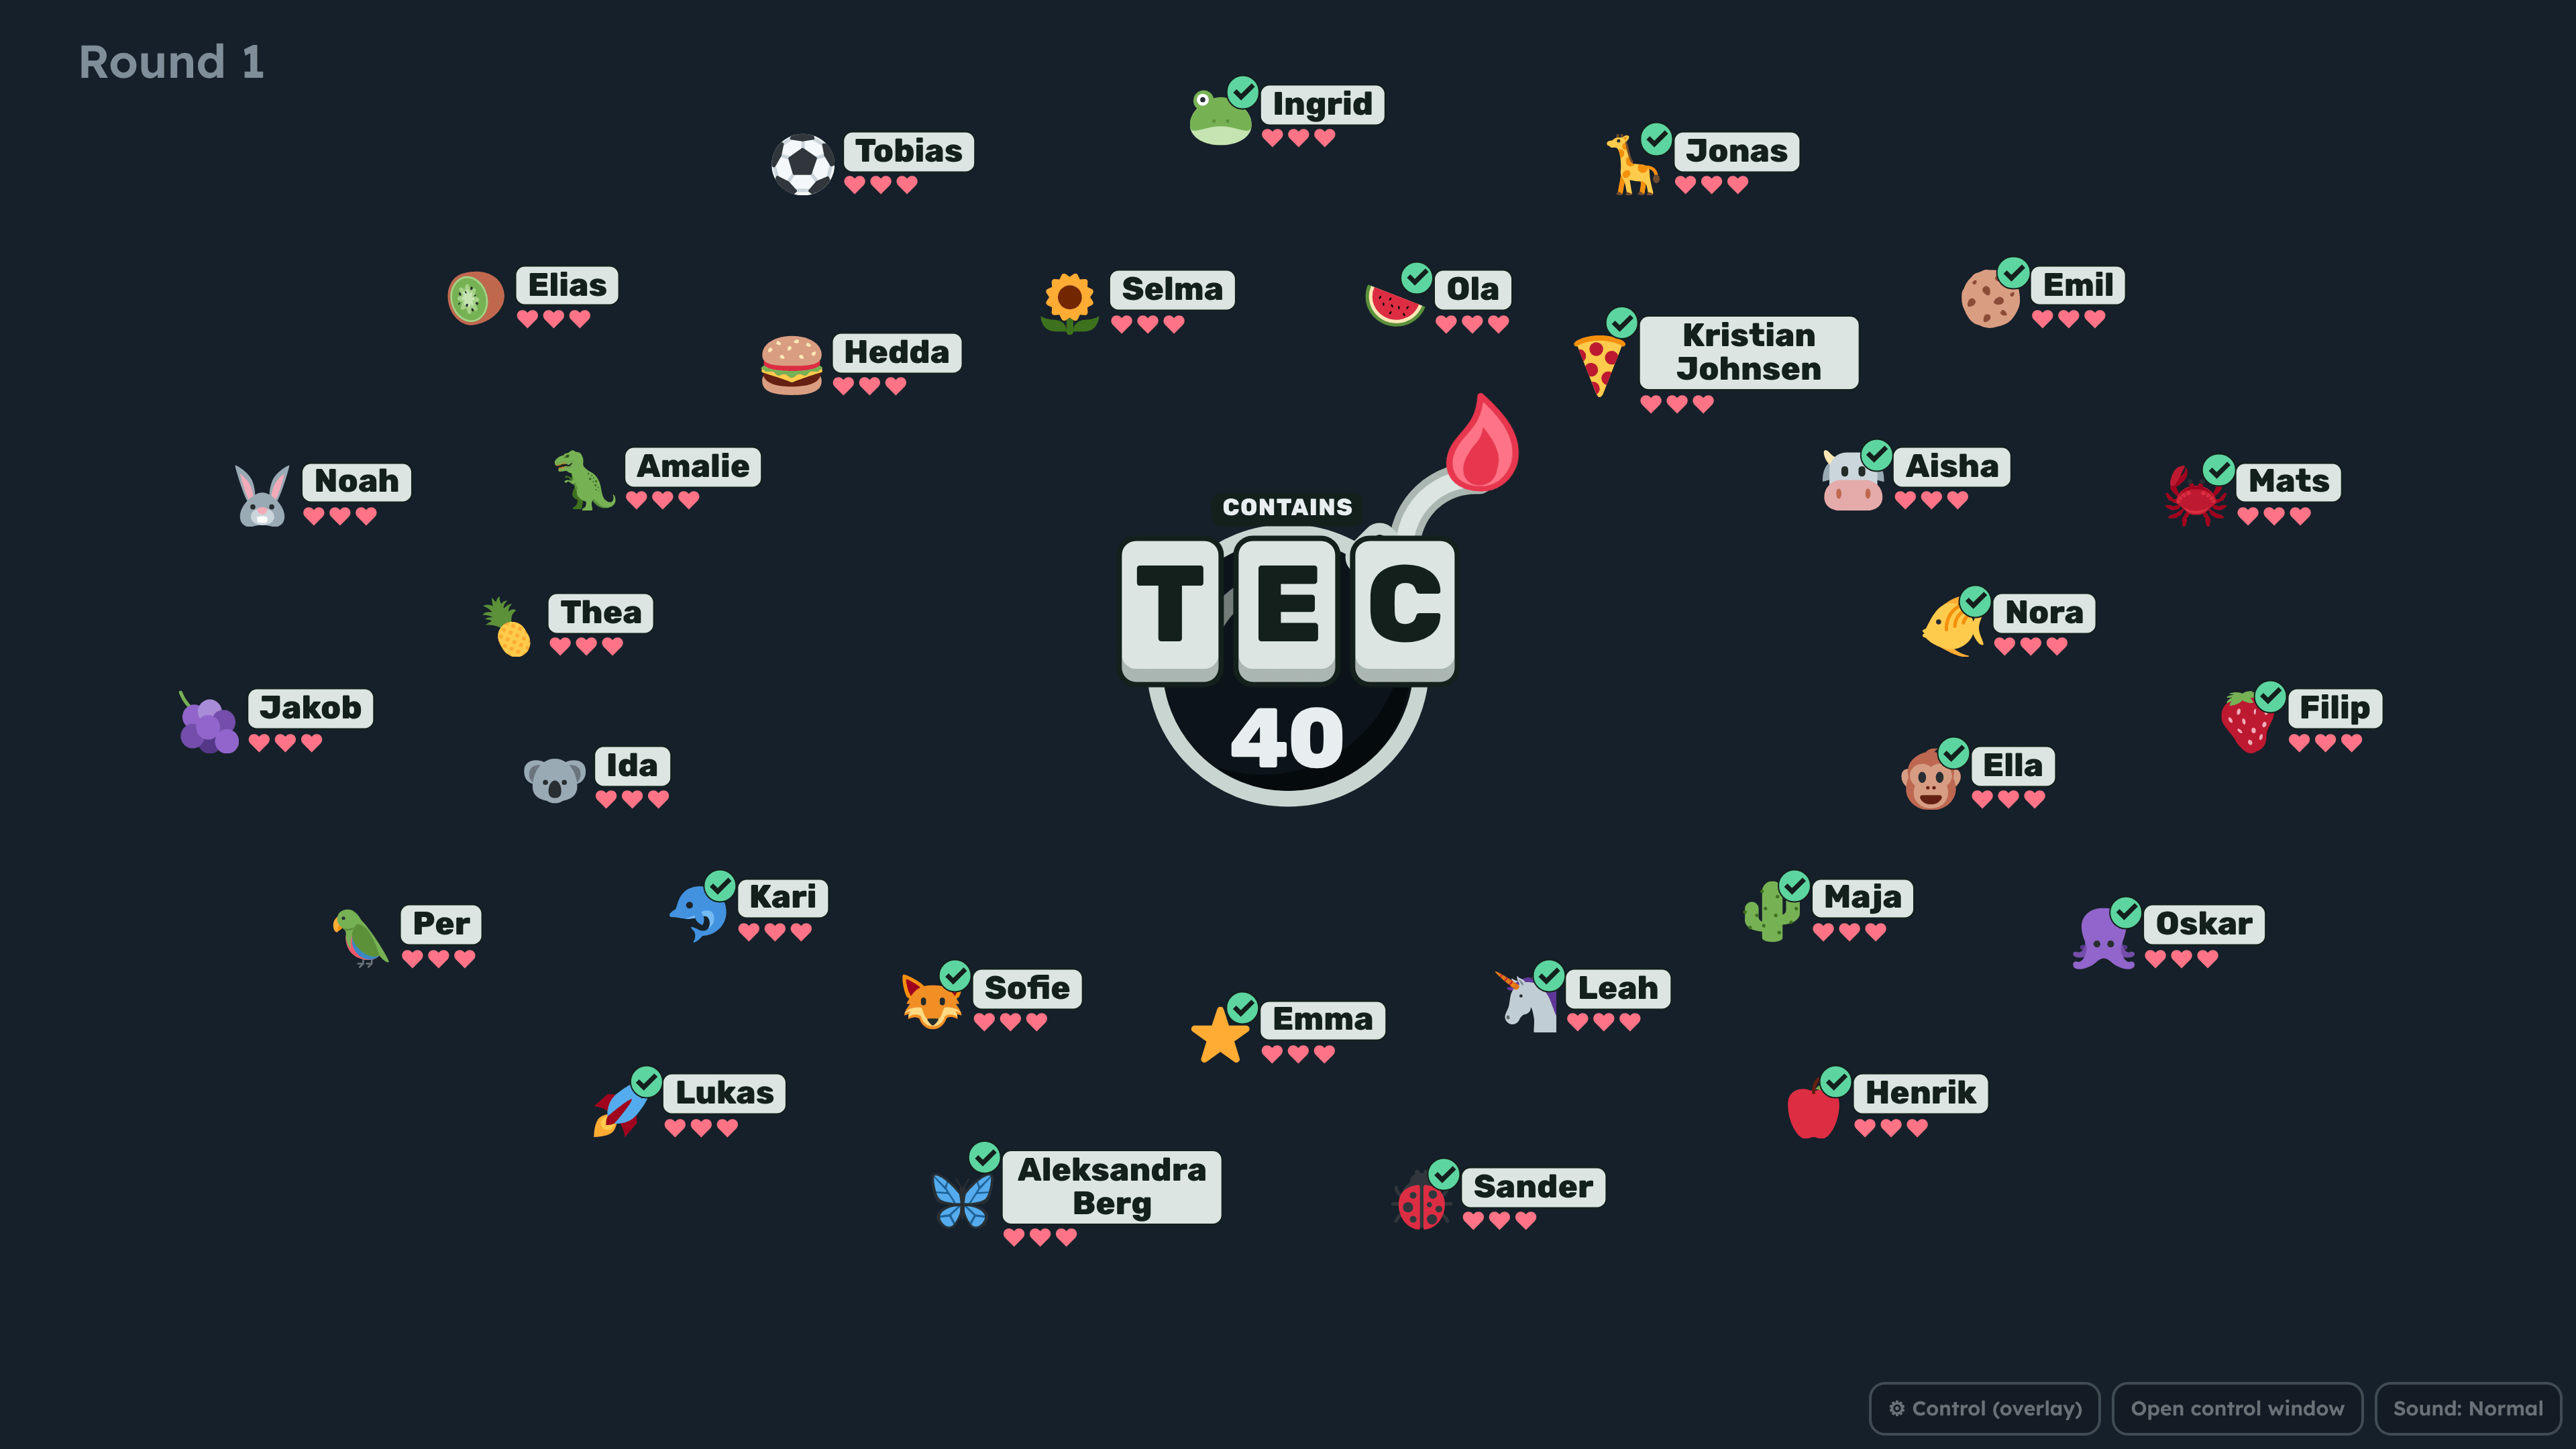 Round 1
Ingrid
Tobias
Jonas
Elias
Selma
Ola
Emil
Kristian
Johnsen
Hedda
Noah
Amalie
Aisha
Mats
CONTAINS
T E C
Thea
Nora
Jakob
Filip
40
Ida
Ella
Kari
Maja
Per
Oskar
Sofie
Leah
Emma
Lukas
Henrik
Aleksandra
Berg
Sander
Control (overlay)
Open control window
Sound: Normal